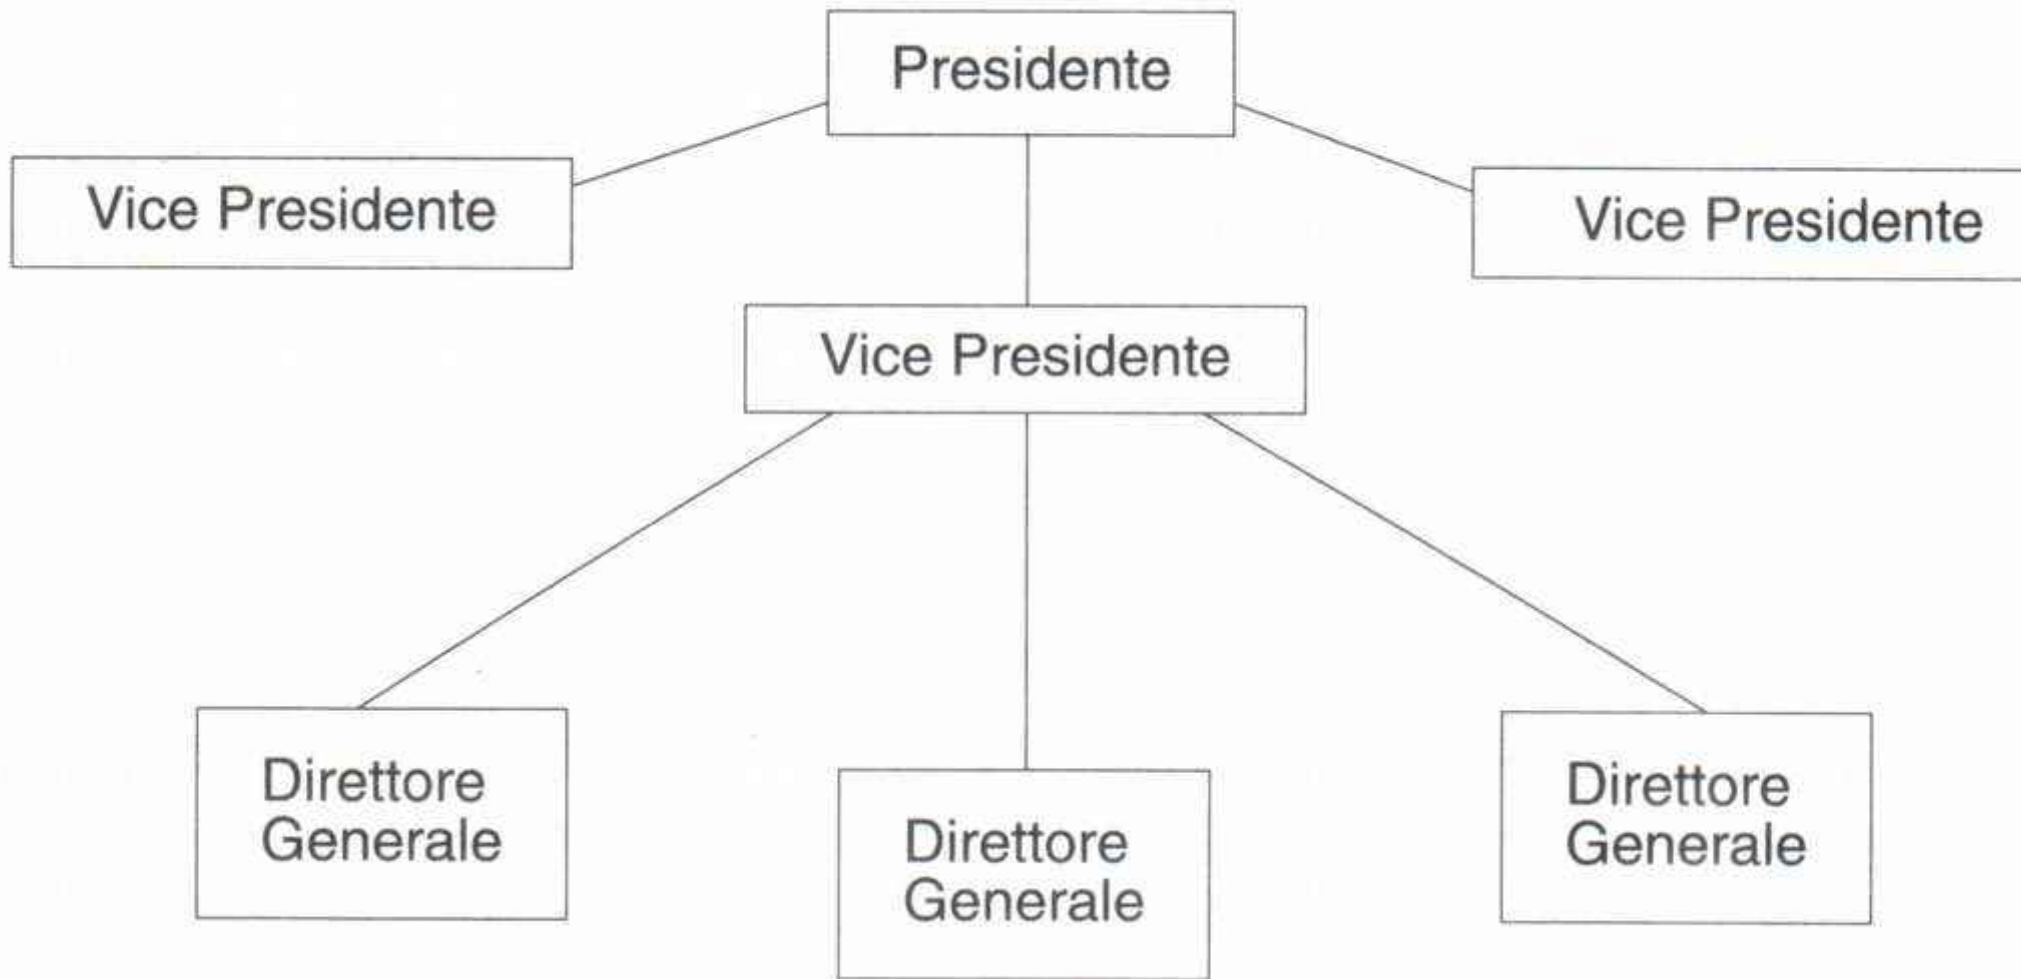 Presidente
Vice Presidente
Vice Presidente
Vice Presidente
Direttore
Generale
Direttore
Generale
Direttore
Generale